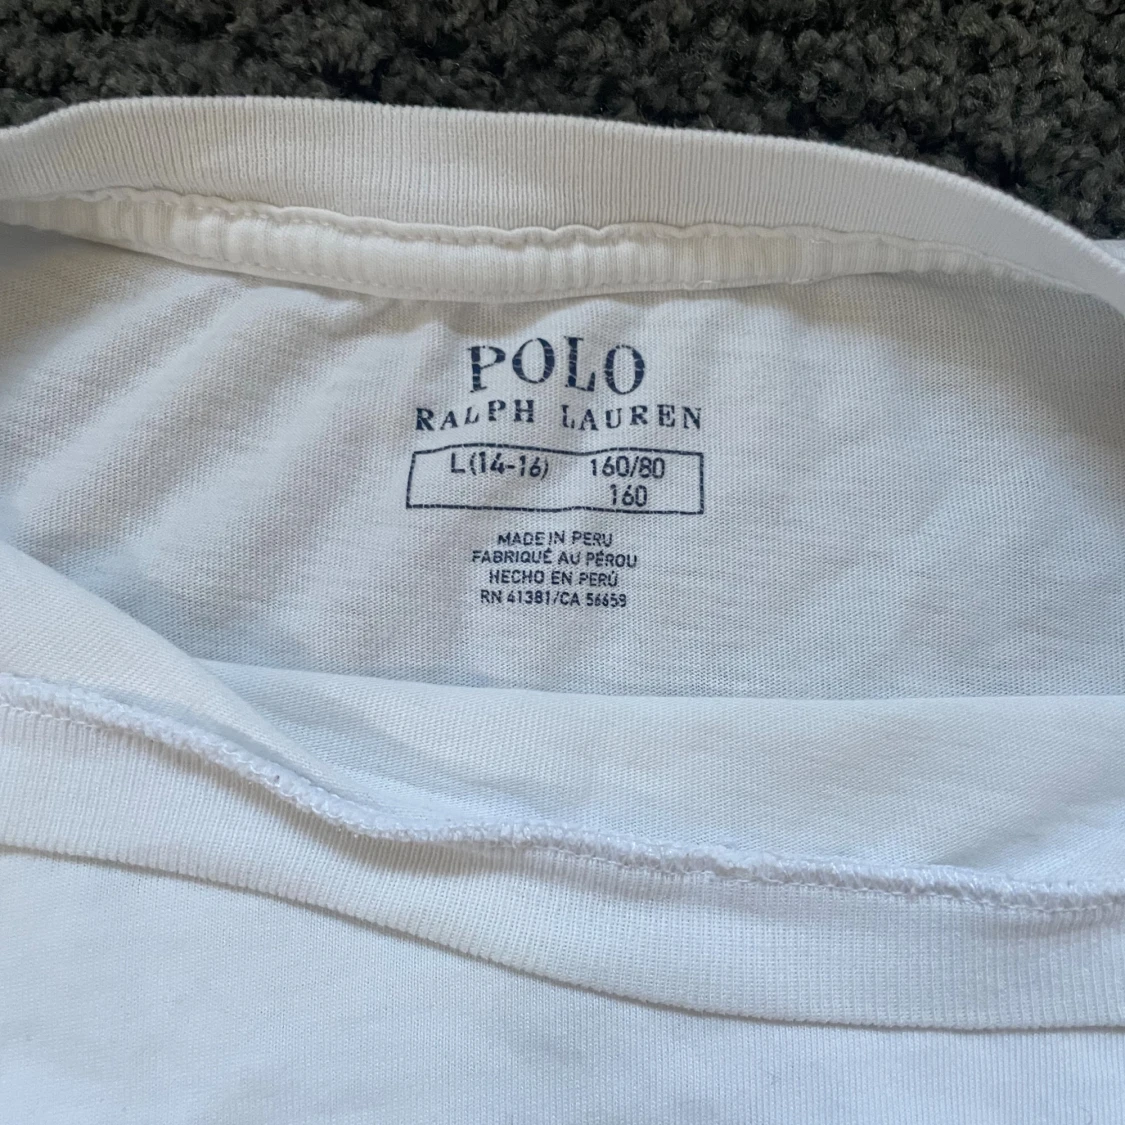 POLO
RALPH LAUREN
L(14-16) 160/80
160
MADE IN PERU
FABRIQUÉ AU PÉROU
HECHO EN PERÚ
RN 41381/CA 56659